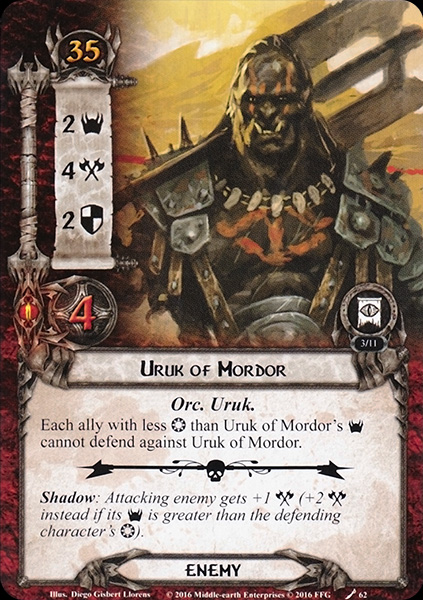 35
2
4
2
4
3/11
URUK OF MORDOR
Orc. Uruk.
Each ally with less than Uruk of Mordor's
cannot defend against Uruk of Mordor.
Shadow: Attacking enemy gets +1 (+2
instead if its is greater than the defending
character's ).
ENEMY
Illus. Diego Gisbert Llorens © 2016 Middle-earth Enterprises © 2016 FFG 62